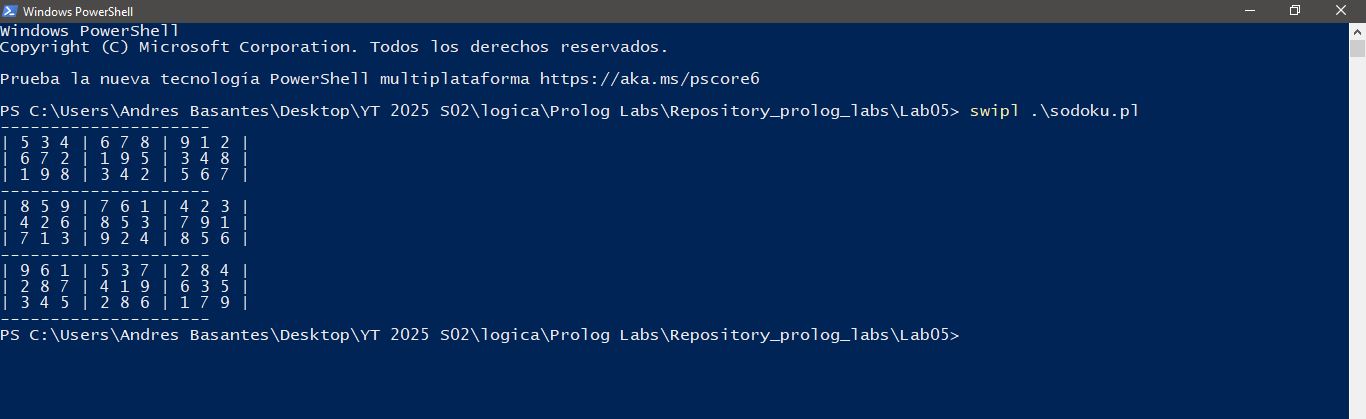 Windows PowerShell
Windows PowerShell
Copyright (C) Microsoft Corporation. Todos los derechos reservados.
Prueba la nueva tecnología PowerShell multiplataforma https://aka.ms/pscore6
PS C:\Users\Andres Basantes\Desktop\YT 2025 S02\logica\Prolog Labs\Repository_prolog_labs\Lab05> swipl .\sodoku.pl
---------------------
| 5 3 4 | 6 7 8 | 9 1 2 |
| 6 7 2 | 1 9 5 | 3 4 8 |
| 1 9 8 | 3 4 2 | 5 6 7 |
---------------------
| 8 5 9 | 7 6 1 | 4 2 3 |
| 4 2 6 | 8 5 3 | 7 9 1 |
| 7 1 3 | 9 2 4 | 8 5 6 |
---------------------
| 9 6 1 | 5 3 7 | 2 8 4 |
| 2 8 7 | 4 1 9 | 6 3 5 |
| 3 4 5 | 2 8 6 | 1 7 9 |
---------------------
PS C:\Users\Andres Basantes\Desktop\YT 2025 S02\logica\Prolog Labs\Repository_prolog_labs\Lab05>